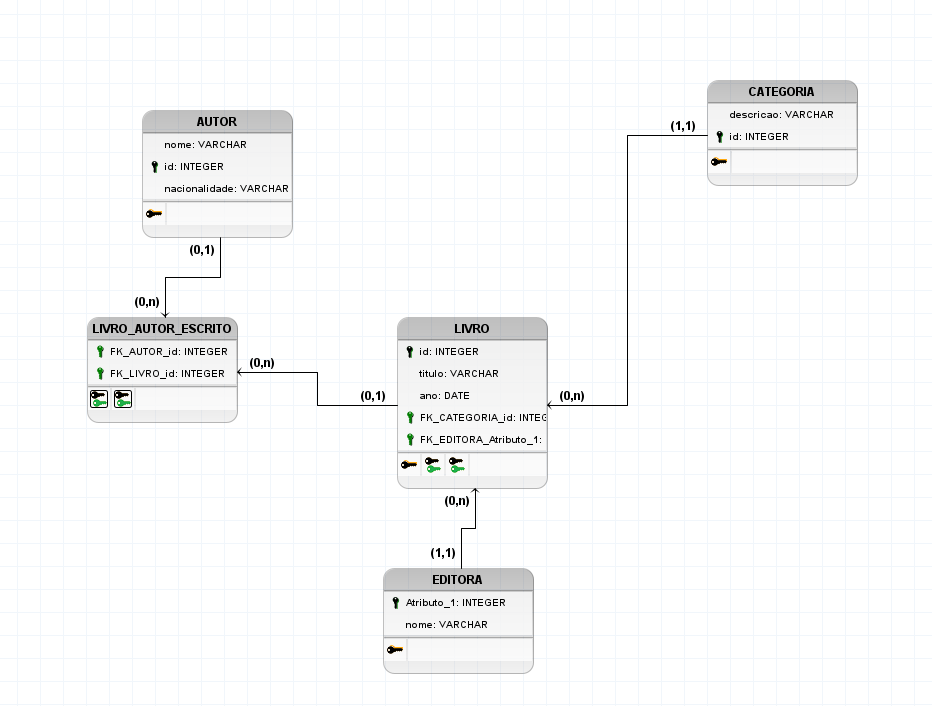 CATEGORIA
descricao: VARCHAR
id: INTEGER
(1,1)
AUTOR
nome: VARCHAR
id: INTEGER
nacionalidade: VARCHAR
(0,1)
(0,n)
LIVRO_AUTOR_ESCRITO
FK_AUTOR_id: INTEGER
FK_LIVRO_id: INTEGER
(0,n)
(0,1)
LIVRO
id: INTEGER
titulo: VARCHAR
ano: DATE
FK_CATEGORIA_id: INTEG
FK_EDITORA_Atributo_1:
(0,n)
(0,n)
(1,1)
EDITORA
Atributo_1: INTEGER
nome: VARCHAR